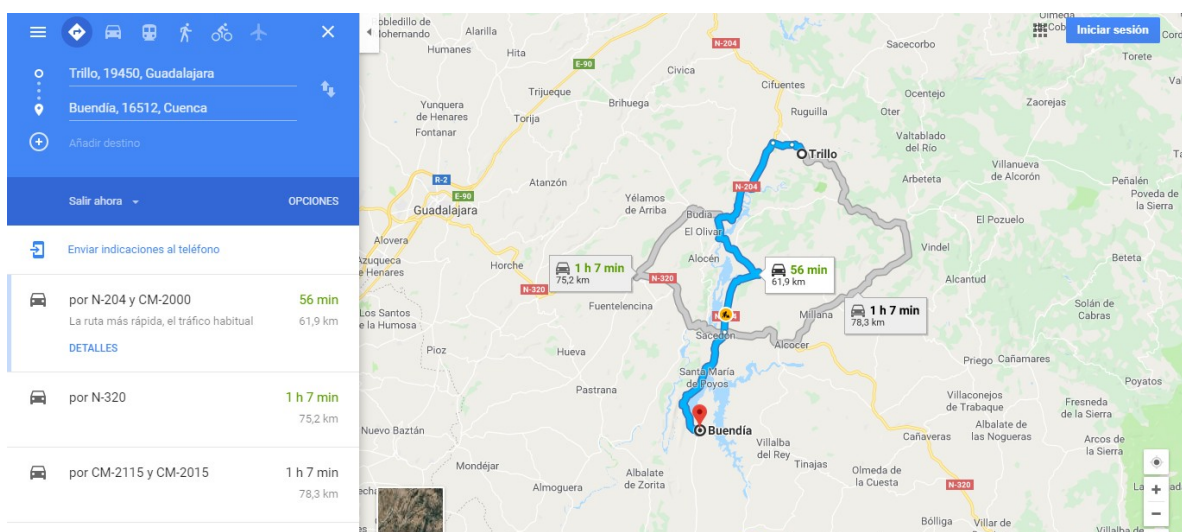 Trillo, 19450, Guadalajara
Buendía, 16512, Cuenca
Añadir destino
Salir ahora
OPCIONES
Enviar indicaciones al teléfono
por N-204 y CM-2000
56 min
La ruta más rápida, el tráfico habitual
61,9 km
DETALLES
por N-320
1 h 7 min
75,2 km
por CM-2115 y CM-2015
1 h 7 min
78,3 km
Iniciar sesión
Alarilla
Humanes
Hita
N-204
Sacecorbo
Torete
E-90
Civica
Cifuentes
Trijueque
Brihuega
Ocentejo
Zaorejas
Yunquera
de Henares
Torija
Ruguilla
Oter
Fontanar
Valtablado
del Río
Trillo
Villanueva
de Alcorón
R-2
E-90
Atanzón
N-204
Arbeteta
Peñalén
Poveda de
la Sierra
Guadalajara
Yélamos
de Arriba
Budia
El Olivar
El Pozuelo
Alovera
Alocén
Vindel
Beteta
Horche
1 h 7 min
75,2 km
N-320
56 min
61,9 km
Alcantud
N-320
Fuentelencina
Los Santos
de la Humosa
Millana
1 h 7 min
78,3 km
Solán de
Cabras
Sacedón
Alcocer
Pioz
Hueva
Priego
Cañamares
Santa María
de Poyos
Pastrana
Poyatos
Villaconejos
de Trabaque
Fresneda
de la Sierra
Nuevo Baztán
Buendía
Albalate de
las Nogueras
Villalba
del Rey
Cañaveras
Arcos de
la Sierra
Mondéjar
Tinajas
Albalate
de Zorita
Almoguera
Olmeda de
la Cuesta
N-320
Bólliga
Villar de